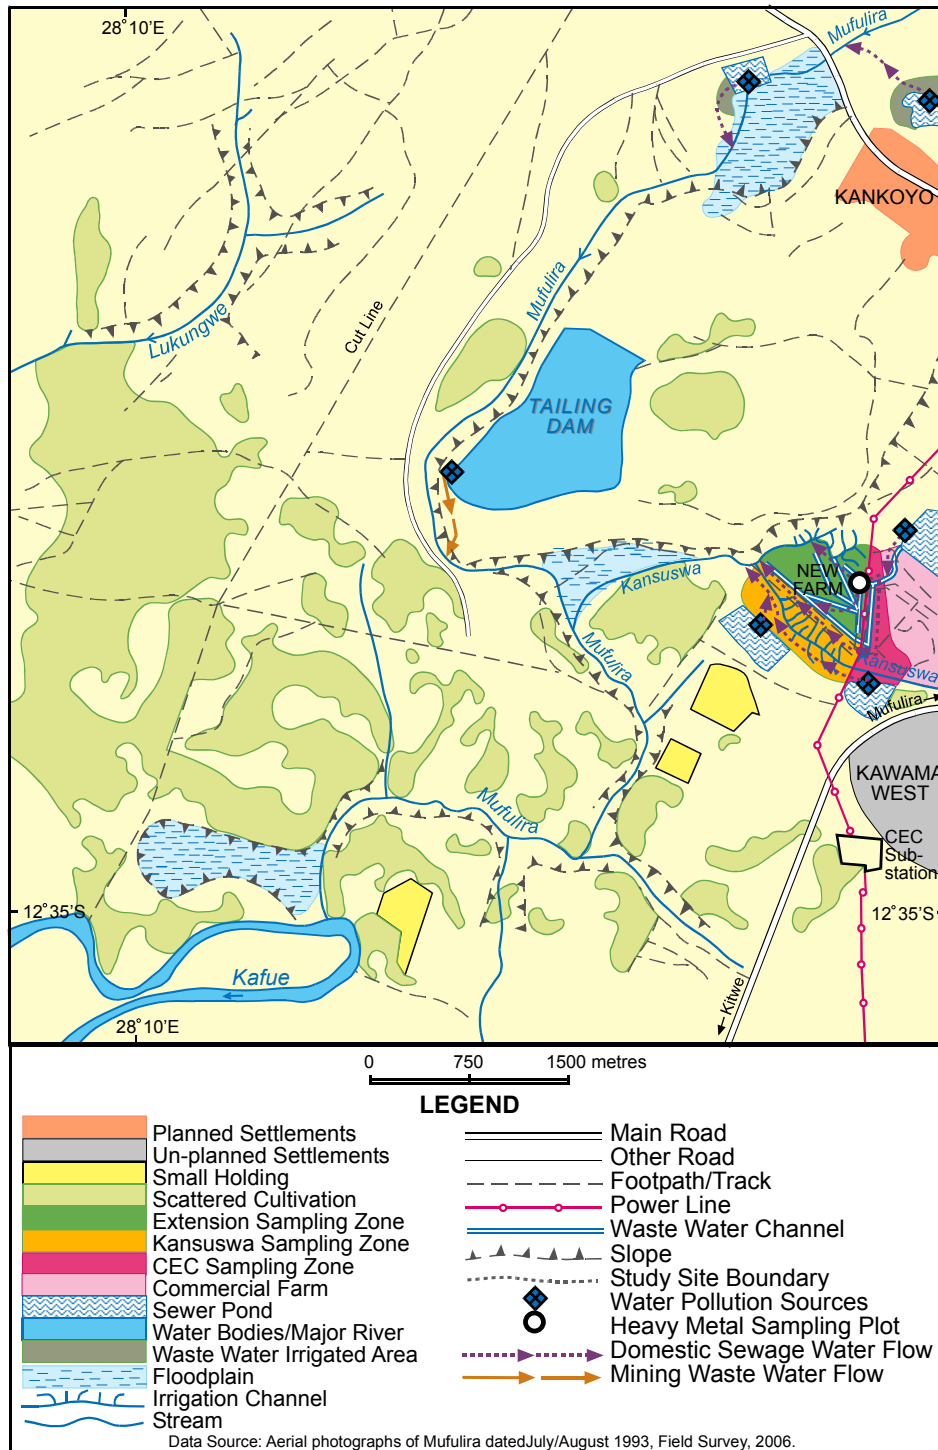 28°10'E
Mufulira
KANKOYO
Mufulira
Cut Line
Lukungwe
TAILING
DAM
Kansuswa
NEW
FARM
Mufulira
Kansuswa
Mufulira
KAWAMA
WEST
Mufulira
CEC
Sub-
station
12°35'S
12°35'S
Kafue
Kitwe
28°10'E
0 750 1500 metres
LEGEND
Planned Settlements
Un-planned Settlements
Small Holding
Scattered Cultivation
Extension Sampling Zone
Kansuswa Sampling Zone
CEC Sampling Zone
Commercial Farm
Sewer Pond
Water Bodies/Major River
Waste Water Irrigated Area
Floodplain
Irrigation Channel
Stream
Main Road
Other Road
Footpath/Track
Power Line
Waste Water Channel
Slope
Study Site Boundary
Water Pollution Sources
Heavy Metal Sampling Plot
Domestic Sewage Water Flow
Mining Waste Water Flow
Data Source: Aerial photographs of Mufulira datedJuly/August 1993, Field Survey, 2006.